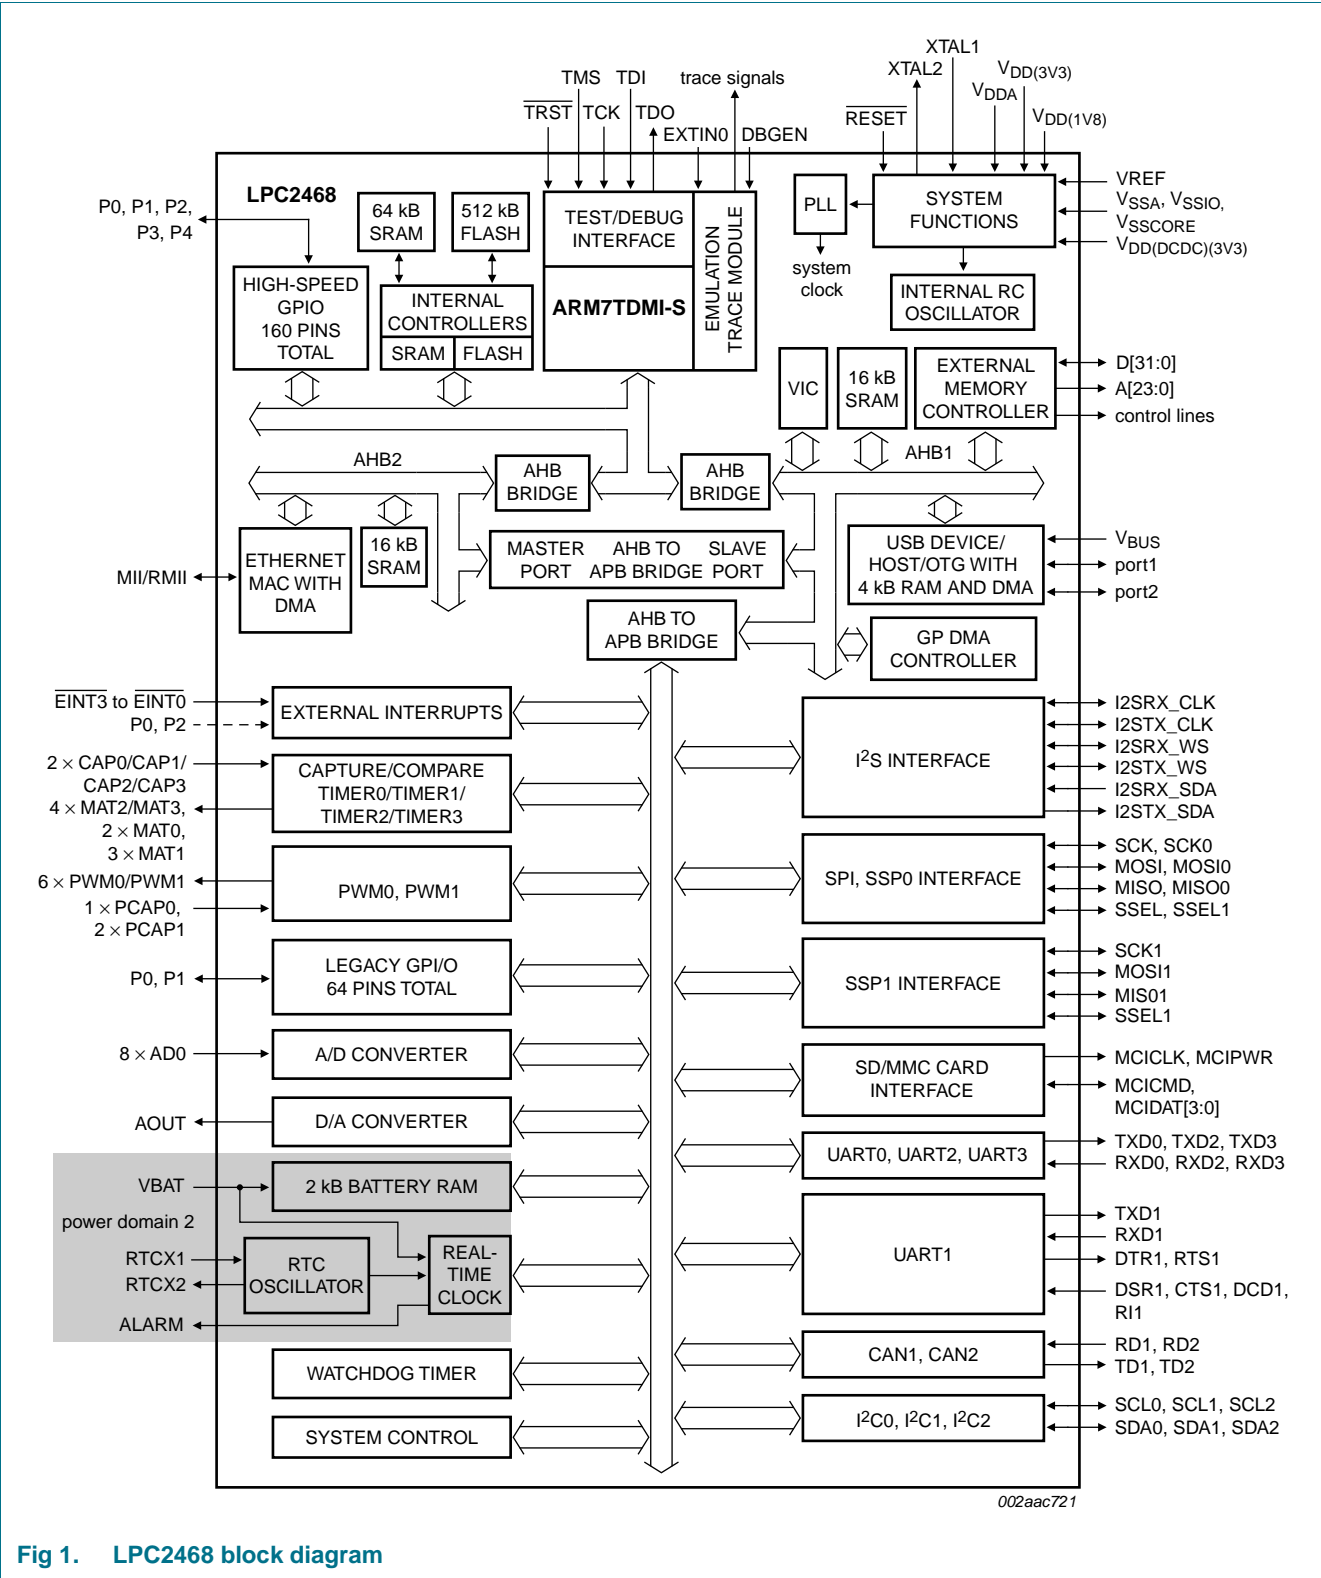 XTAL1
XTAL2
VDD(3V3)
VDDA
VDD(1V8)
RESET
TMS TDI trace signals
TRST TCK TDO
EXTIN0 DBGEN
LPC2468
P0, P1, P2,
P3, P4
64 kB
SRAM
512 kB
FLASH
TEST/DEBUG
INTERFACE
EMULATION
TRACE MODULE
ARM7TDMI-S
PLL
SYSTEM
FUNCTIONS
VREF
VSSA, VSSIO,
VSSCORE
VDD(DCDC)(3V3)
system
clock
HIGH-SPEED
GPIO
160 PINS
TOTAL
INTERNAL
CONTROLLERS
SRAM FLASH
INTERNAL RC
OSCILLATOR
VIC
16 kB
SRAM
EXTERNAL
MEMORY
CONTROLLER
D[31:0]
A[23:0]
control lines
AHB2
AHB
BRIDGE
AHB
BRIDGE
AHB1
ETHERNET
MAC WITH
DMA
MII/RMII
16 kB
SRAM
MASTER
PORT
AHB TO
APB BRIDGE
SLAVE
PORT
USB DEVICE/
HOST/OTG WITH
4 kB RAM AND DMA
VBUS
port1
port2
AHB TO
APB BRIDGE
GP DMA
CONTROLLER
EINT3 to EINT0
P0, P2
EXTERNAL INTERRUPTS
2 × CAP0/CAP1/
CAP2/CAP3
4 × MAT2/MAT3,
2 × MAT0,
3 × MAT1
CAPTURE/COMPARE
TIMER0/TIMER1/
TIMER2/TIMER3
I2S INTERFACE
I2SRX_CLK
I2STX_CLK
I2SRX_WS
I2STX_WS
I2SRX_SDA
I2STX_SDA
6 × PWM0/PWM1
1 × PCAP0,
2 × PCAP1
PWM0, PWM1
SPI, SSP0 INTERFACE
SCK, SCK0
MOSI, MOSI0
MISO, MISO0
SSEL, SSEL1
P0, P1
LEGACY GPI/O
64 PINS TOTAL
SSP1 INTERFACE
SCK1
MOSI1
MIS01
SSEL1
8 × AD0
A/D CONVERTER
SD/MMC CARD
INTERFACE
MCICLK, MCIPWR
MCICMD,
MCIDAT[3:0]
AOUT
D/A CONVERTER
UART0, UART2, UART3
TXD0, TXD2, TXD3
RXD0, RXD2, RXD3
VBAT
2 kB BATTERY RAM
power domain 2
RTCX1
RTCX2
RTC
OSCILLATOR
REAL-
TIME
CLOCK
ALARM
UART1
TXD1
RXD1
DTR1, RTS1
DSR1, CTS1, DCD1,
RI1
WATCHDOG TIMER
CAN1, CAN2
RD1, RD2
TD1, TD2
SYSTEM CONTROL
I2C0, I2C1, I2C2
SCL0, SCL1, SCL2
SDA0, SDA1, SDA2
002aac721
Fig 1. LPC2468 block diagram